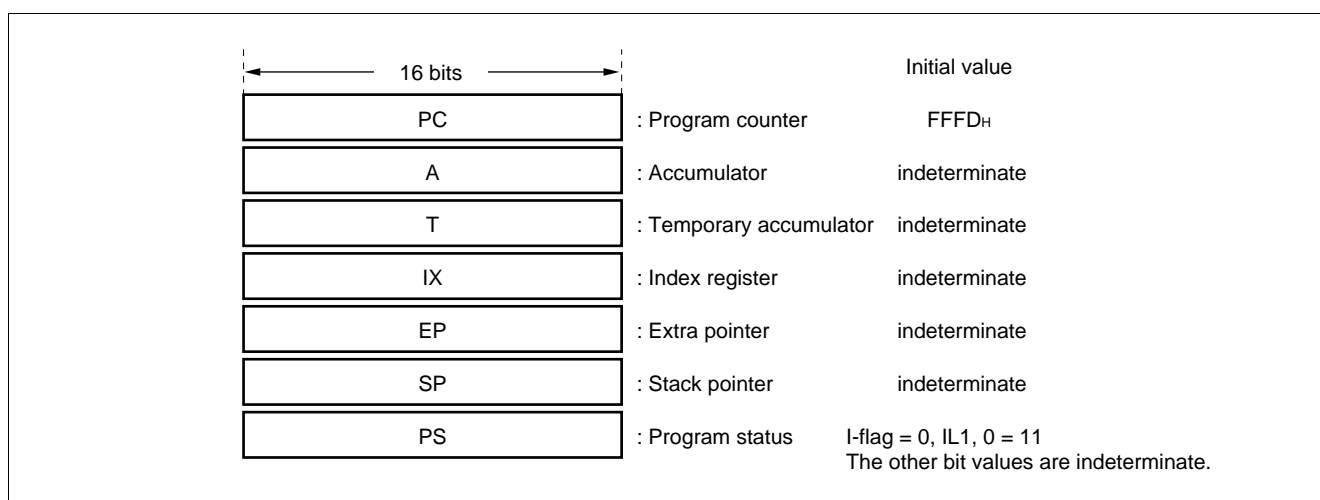 16 bits Initial value
PC : Program counter FFFDH
A : Accumulator indeterminate
T : Temporary accumulator indeterminate
IX : Index register indeterminate
EP : Extra pointer indeterminate
SP : Stack pointer indeterminate
PS : Program status I-flag = 0, IL1, 0 = 11
The other bit values are indeterminate.